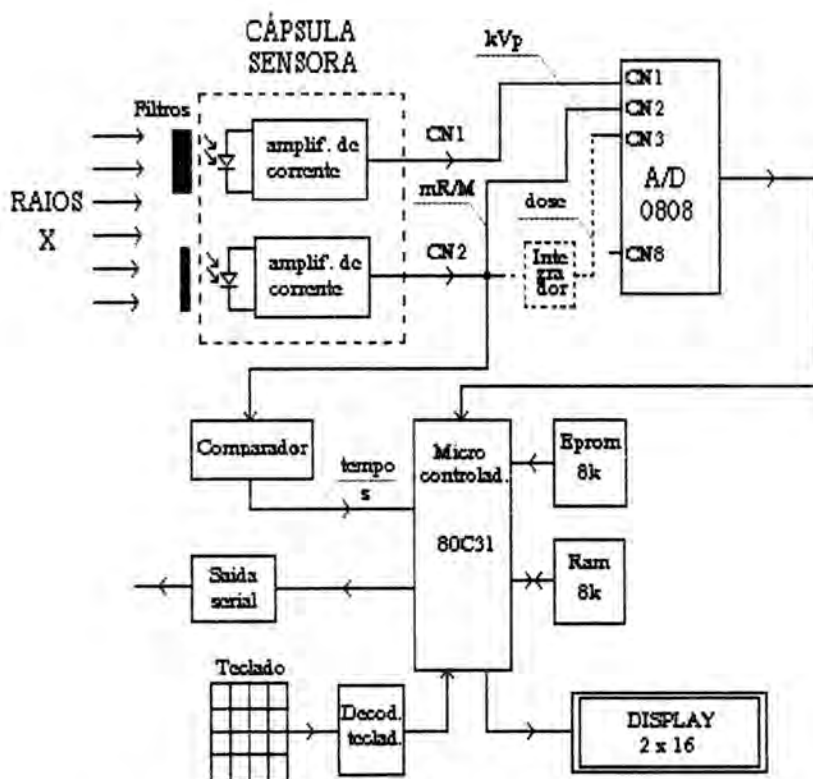 CÁPSULA
SENSORA
kVp
Filtros
RAIOS
X
amplif. de
corrente
CN1
mR/M
amplif. de
corrente
CN2
dose
Inte
gra
dor
CN1
CN2
CN3
A/D
0808
CN8
Comparador
tempo
s
Micro
controlad.
80C31
Eprom
8k
Ram
8k
Saída
serial
Teclado
Decod.
teclad.
DISPLAY
2 x 16